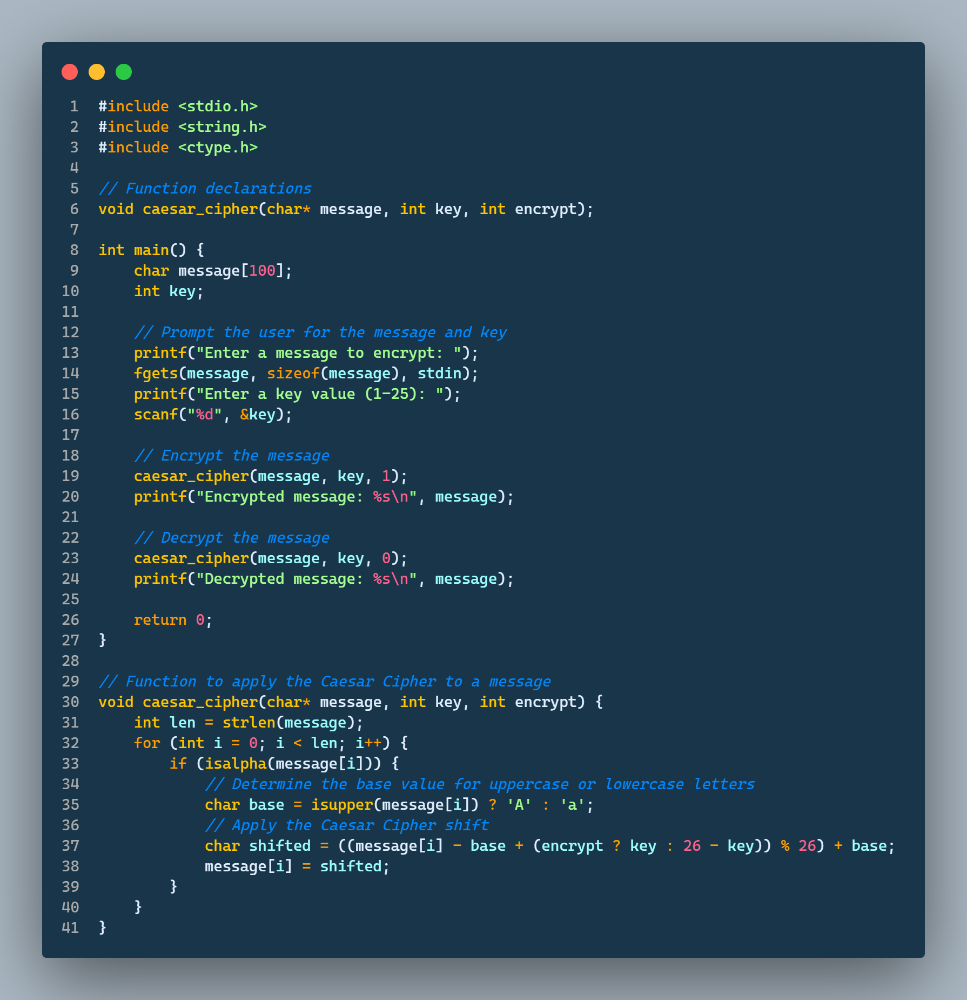 1 #include <stdio.h>
2 #include <string.h>
3 #include <ctype.h>
4
5 // Function declarations
6 void caesar_cipher(char* message, int key, int encrypt);
7
8 int main() {
9     char message[100];
10     int key;
11
12     // Prompt the user for the message and key
13     printf("Enter a message to encrypt: ");
14     fgets(message, sizeof(message), stdin);
15     printf("Enter a key value (1-25): ");
16     scanf("%d", &key);
17
18     // Encrypt the message
19     caesar_cipher(message, key, 1);
20     printf("Encrypted message: %s\n", message);
21
22     // Decrypt the message
23     caesar_cipher(message, key, 0);
24     printf("Decrypted message: %s\n", message);
25
26     return 0;
27 }
28
29 // Function to apply the Caesar Cipher to a message
30 void caesar_cipher(char* message, int key, int encrypt) {
31     int len = strlen(message);
32     for (int i = 0; i < len; i++) {
33         if (isalpha(message[i])) {
34             // Determine the base value for uppercase or lowercase letters
35             char base = isupper(message[i]) ? 'A' : 'a';
36             // Apply the Caesar Cipher shift
37             char shifted = ((message[i] - base + (encrypt ? key : 26 - key)) % 26) + base;
38             message[i] = shifted;
39         }
40     }
41 }